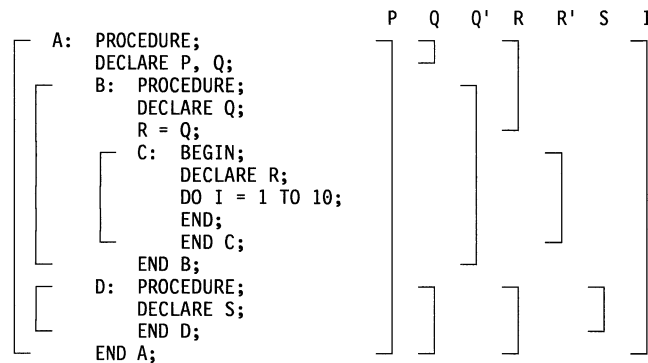 P Q Q' R R' S I
A: PROCEDURE;
DECLARE P, Q;
B: PROCEDURE;
DECLARE Q;
R = Q;
C: BEGIN;
DECLARE R;
DO I = 1 TO 10;
END;
END C;
END B;
D: PROCEDURE;
DECLARE S;
END D;
END A;